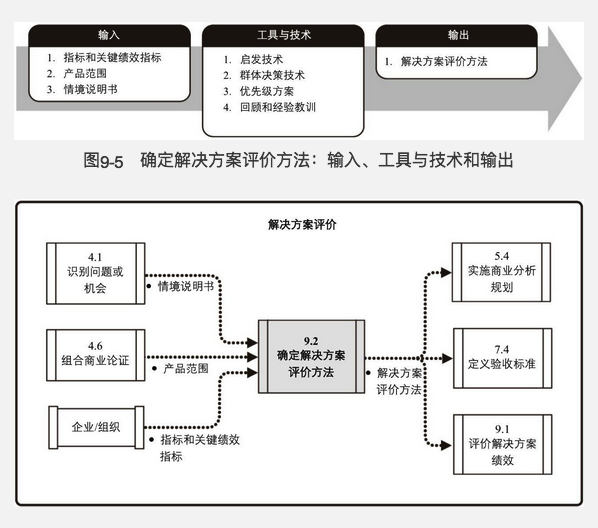 输入
1. 指标和关键绩效指标
2. 产品范围
3. 情境说明书
工具与技术
1. 启发技术
2. 群体决策技术
3. 优先级方案
4. 回顾和经验教训
输出
1. 解决方案评价方法
图9-5 确定解决方案评价方法：输入、工具与技术和输出
解决方案评价
4.1
识别问题或
机会
• 情境说明书
4.6
组合商业论证
• 产品范围
企业/组织
• 指标和关键绩效
指标
9.2
确定解决方案
评价方法
• 解决方案
评价方法
5.4
实施商业分析
规划
7.4
定义验收标准
9.1
评价解决方案
绩效